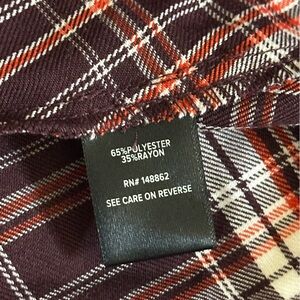 65%POLYESTER
35%RAYON
RN# 148862
SEE CARE ON REVERSE